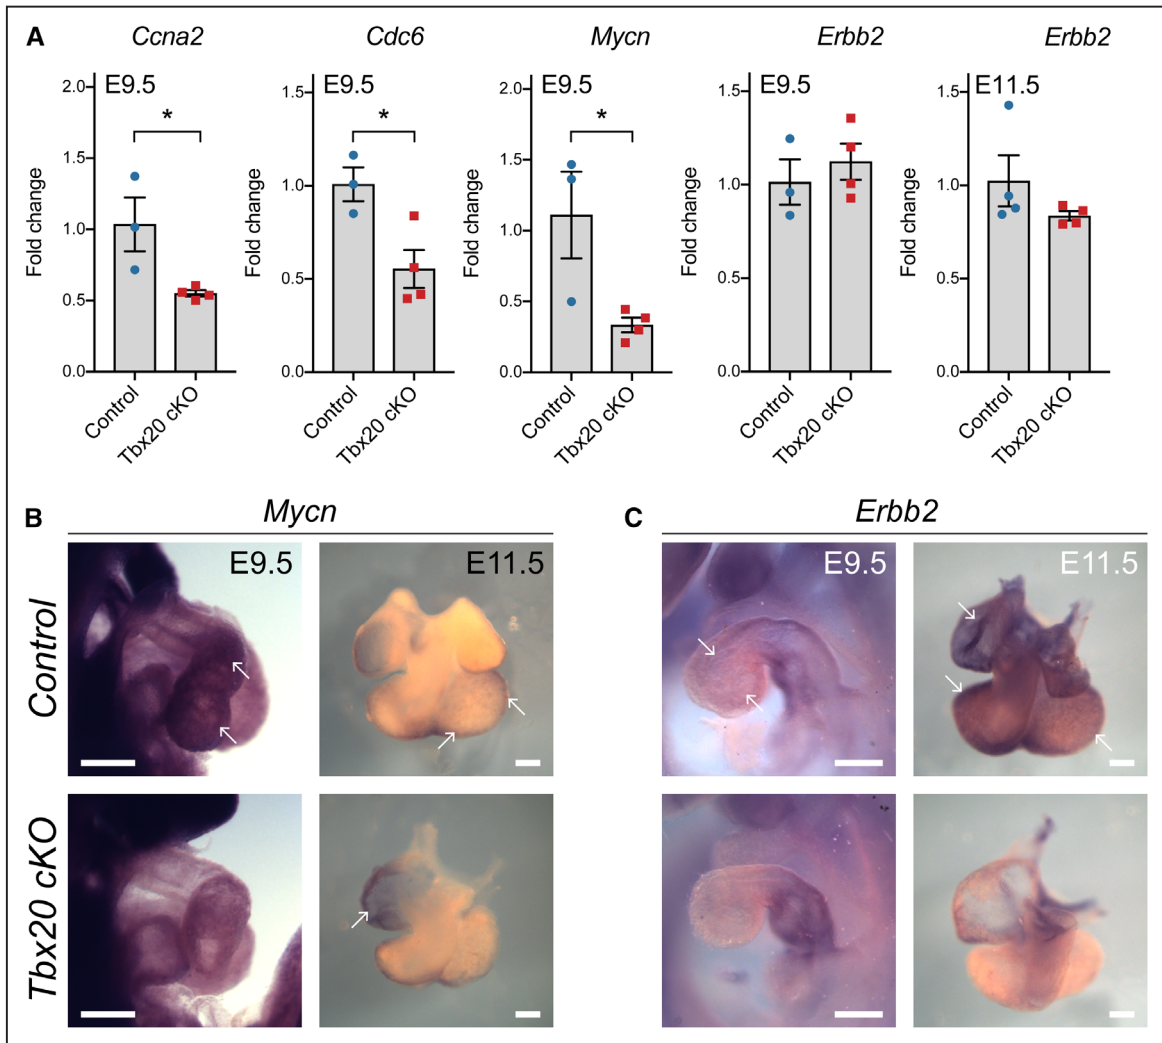 A
Ccna2
Cdc6
Mycn
Erbb2
Erbb2
Fold change
2.0
1.5
1.0
0.5
0.0
E9.5
*
Control
Tbx20 cKO
Fold change
1.5
1.0
0.5
0.0
E9.5
*
Control
Tbx20 cKO
Fold change
2.0
1.5
1.0
0.5
0.0
E9.5
*
Control
Tbx20 cKO
Fold change
1.5
1.0
0.5
0.0
E9.5
Control
Tbx20 cKO
Fold change
1.5
1.0
0.5
0.0
E11.5
Control
Tbx20 cKO
B
Mycn
E9.5
E11.5
Control
Tbx20 cKO
C
Erbb2
E9.5
E11.5